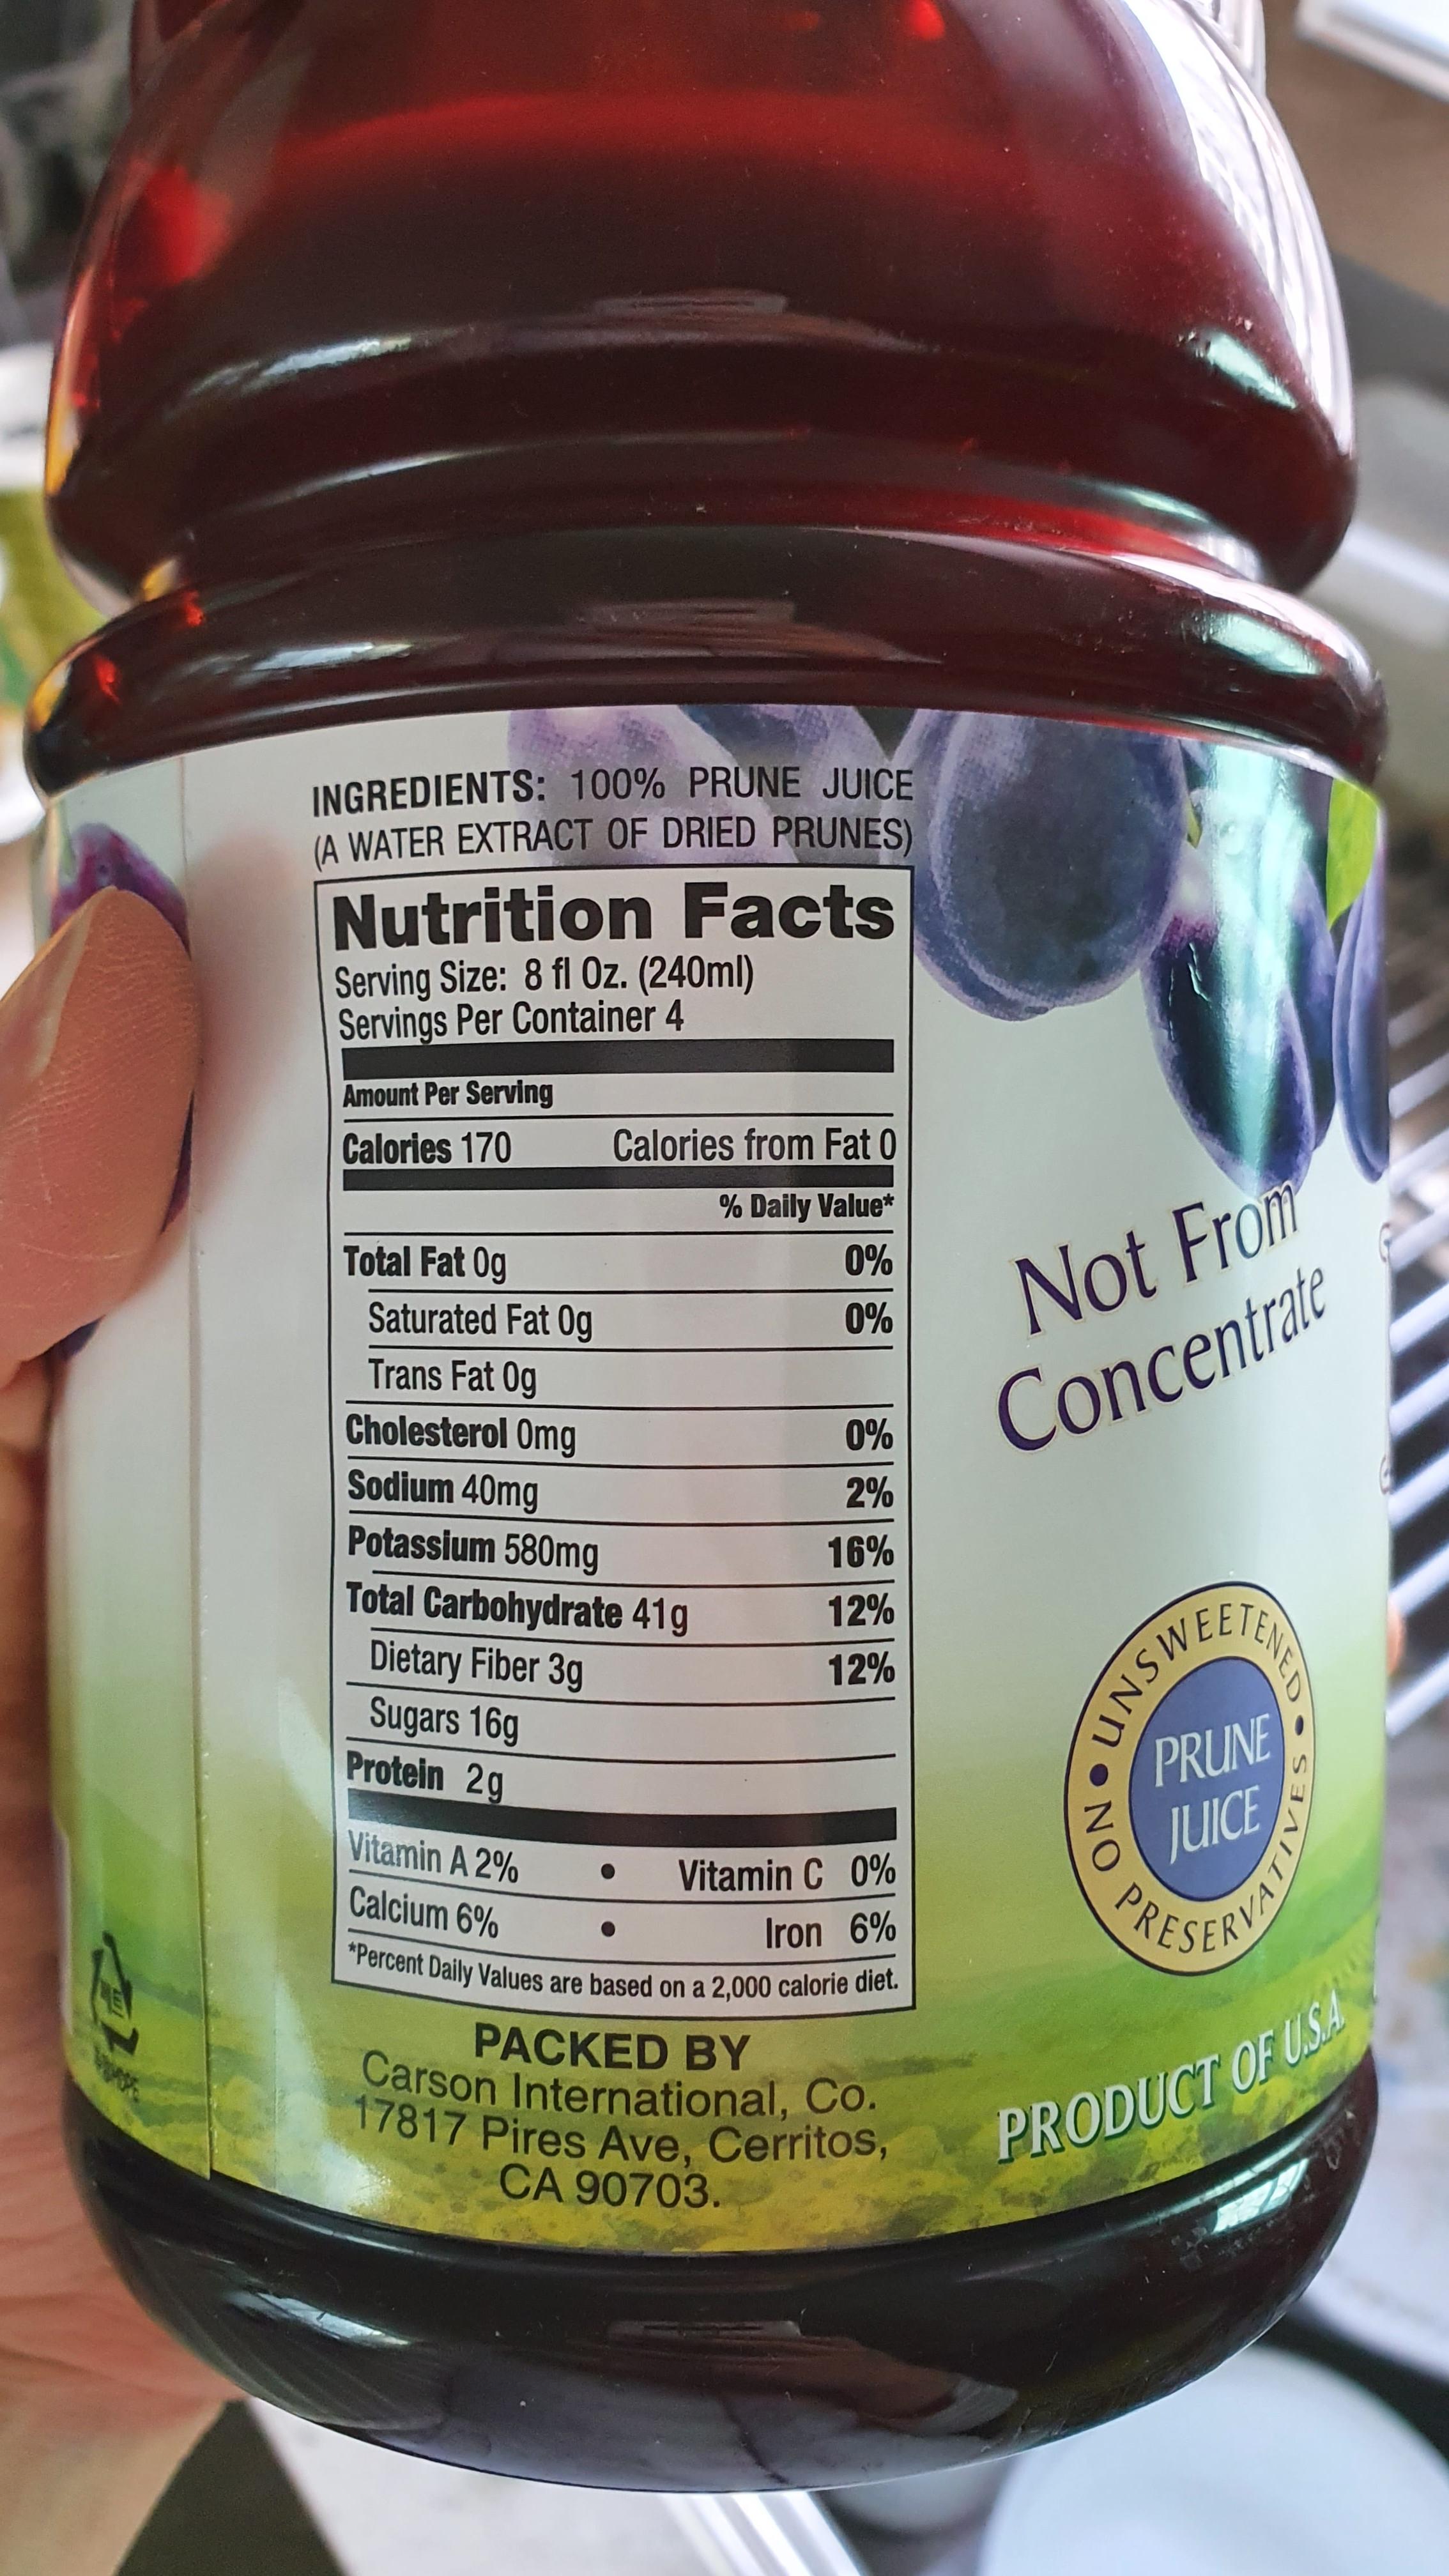 INGREDIENTS: 100% PRUNE JUICE
(A WATER EXTRACT OF DRIED PRUNES)
Nutrition Facts
Serving Size: 8 fl Oz. (240ml)
Servings Per Container 4
Amount Per Serving
Calories 170 Calories from Fat 0
% Daily Value*
Total Fat 0g 0%
Saturated Fat 0g 0%
Trans Fat 0g
Cholesterol 0mg 0%
Sodium 40mg 2%
Potassium 580mg 16%
Total Carbohydrate 41g 12%
Dietary Fiber 3g 12%
Sugars 16g
Protein 2g
Vitamin A 2% • Vitamin C 0%
Calcium 6% • Iron 6%
*Percent Daily Values are based on a 2,000 calorie diet.
PACKED BY
Carson International, Co.
17817 Pires Ave, Cerritos,
CA 90703.
Not From
Concentrate
• UNSWEETENED •
PRUNE
JUICE
NO PRESERVATIVES
PRODUCT OF U.S.A.